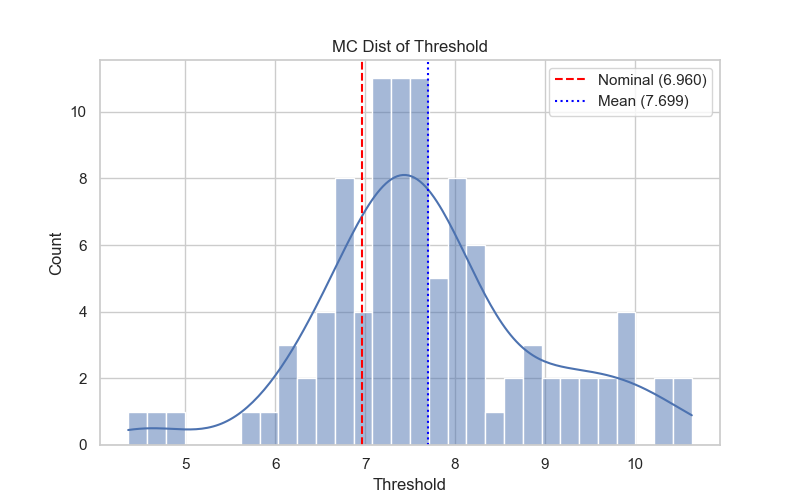 MC Dist of Threshold
Nominal (6.960)
Mean (7.699)
Count
10
8
6
4
2
0
5 6 7 8 9 10
Threshold